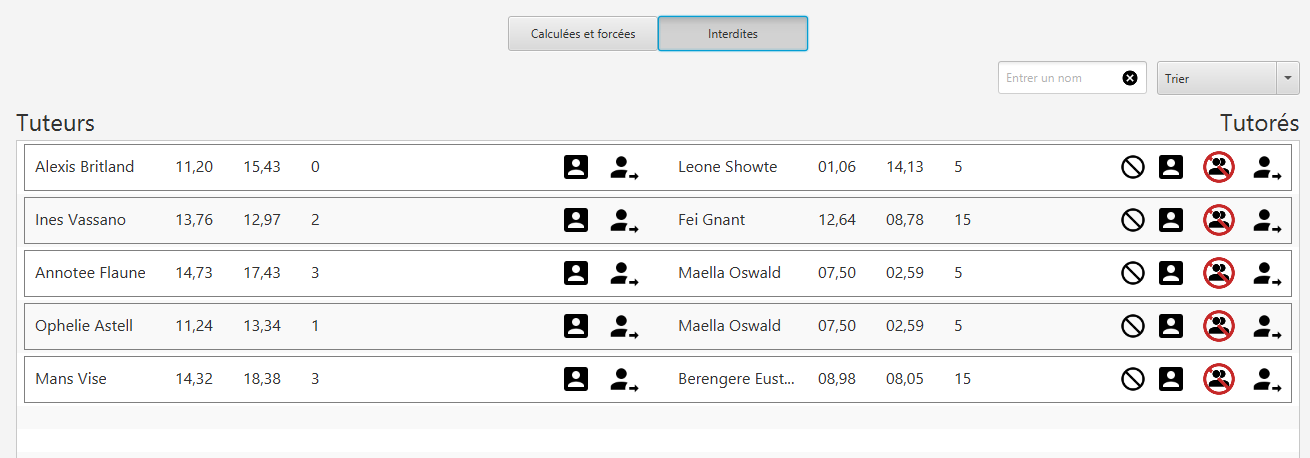 Calculées et forcées Interdites
Entrer un nom Trier
Tuteurs Tutorés
Alexis Britland 11,20 15,43 0 Leone Showte 01,06 14,13 5
Ines Vassano 13,76 12,97 2 Fei Gnant 12,64 08,78 15
Annotee Flaune 14,73 17,43 3 Maella Oswald 07,50 02,59 5
Ophelie Astell 11,24 13,34 1 Maella Oswald 07,50 02,59 5
Mans Vise 14,32 18,38 3 Berengere Eust... 08,98 08,05 15